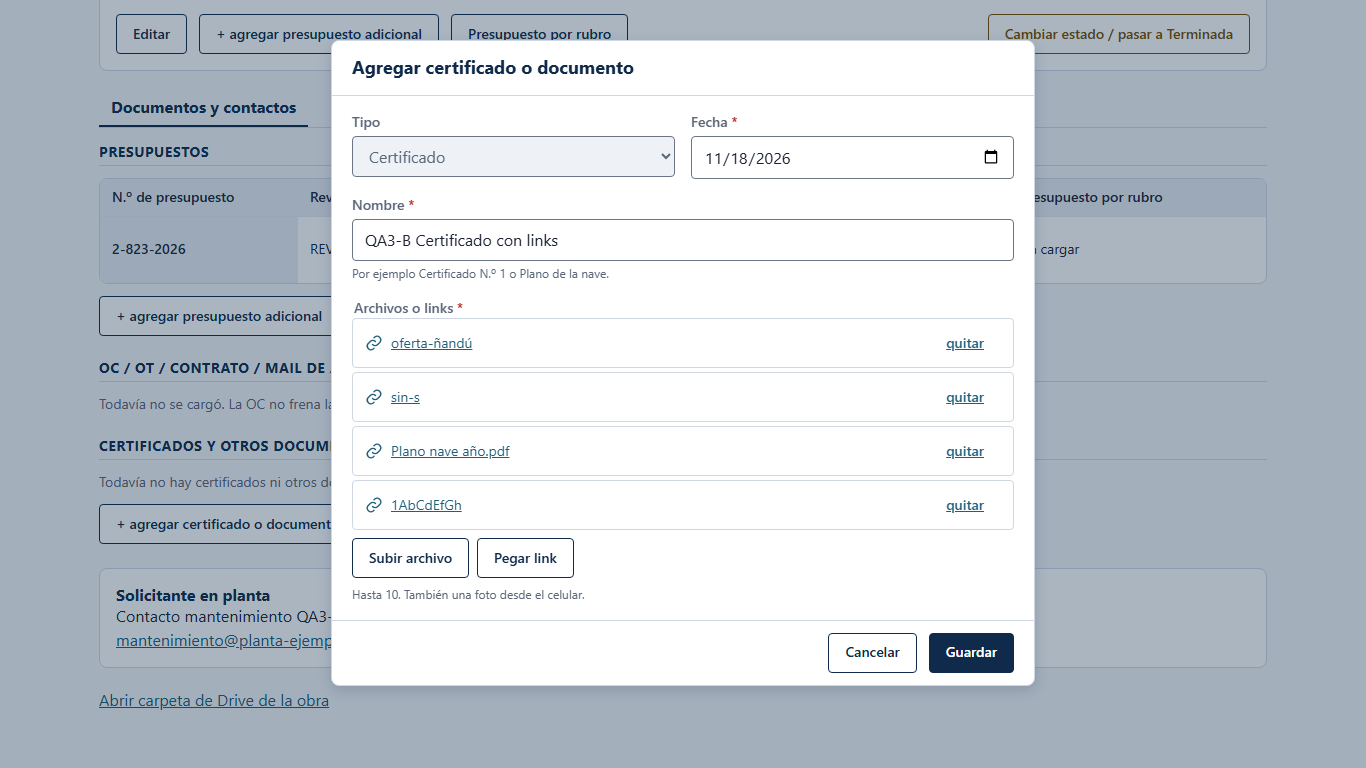 Editar
+ agregar presupuesto adicional
Presupuesto por rubro
Cambiar estado / pasar a Terminada
Agregar certificado o documento
Documentos y contactos
Tipo
Fecha *
Certificado
11/18/2026
PRESUPUESTOS
N.º de presupuesto
2-823-2026
por rubro
cargar
Nombre *
QA3-B Certificado con links
Por ejemplo Certificado N.º 1 o Plano de la nave.
Archivos o links *
+ agregar presupuesto adicional
oferta-ñandú
quitar
OC / OT / CONTRATO / MAIL DE
sin-s
quitar
Todavía no se cargó. La OC no frena
CERTIFICADOS Y OTROS
Plano nave año.pdf
quitar
Todavía no hay certificados ni otros
1AbCdEfGh
quitar
+ agregar certificado o
Subir archivo
Pegar link
Hasta 10. También una foto desde el celular.
Solicitante en planta
Contacto mantenimiento QA3-
mantenimiento@planta-ejemp
Cancelar
Guardar
Abrir carpeta de Drive de la obra